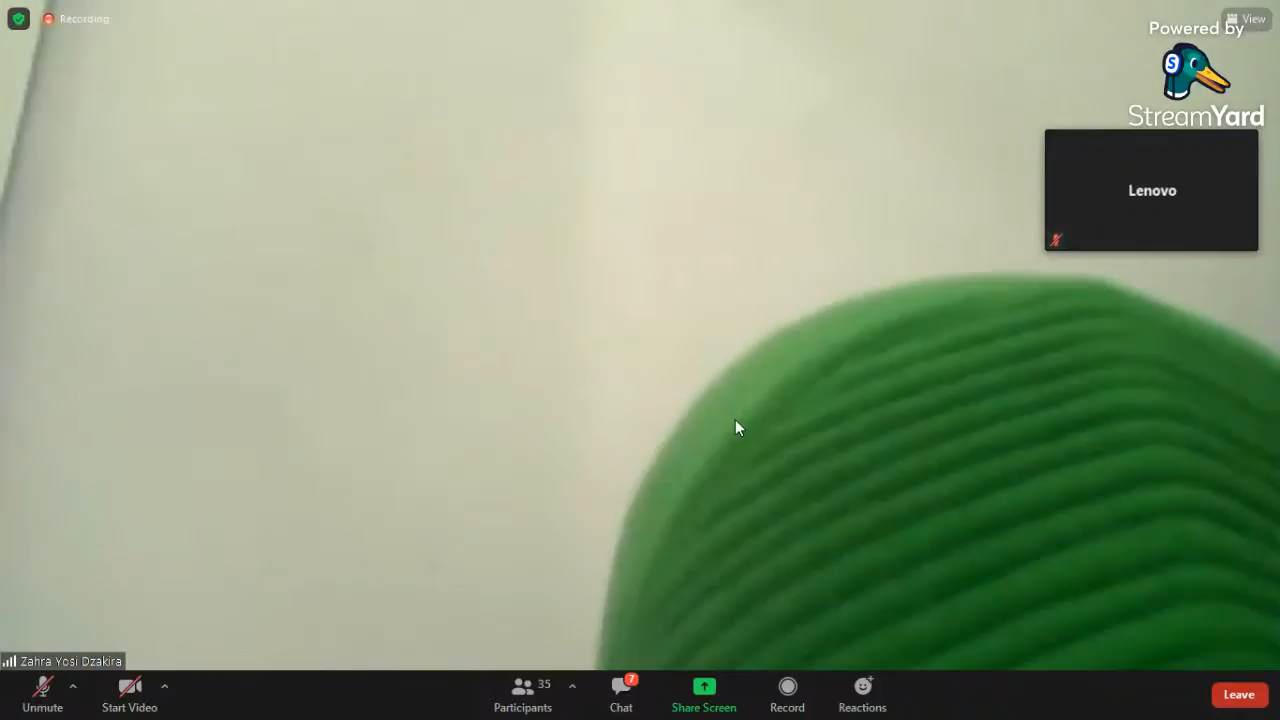 Recording
View
Powered by
S
StreamYard
Lenovo
Zahra Yosi Dzakira
Unmute
Start Video
35
Participants
7
Chat
Share Screen
Record
Reactions
Leave